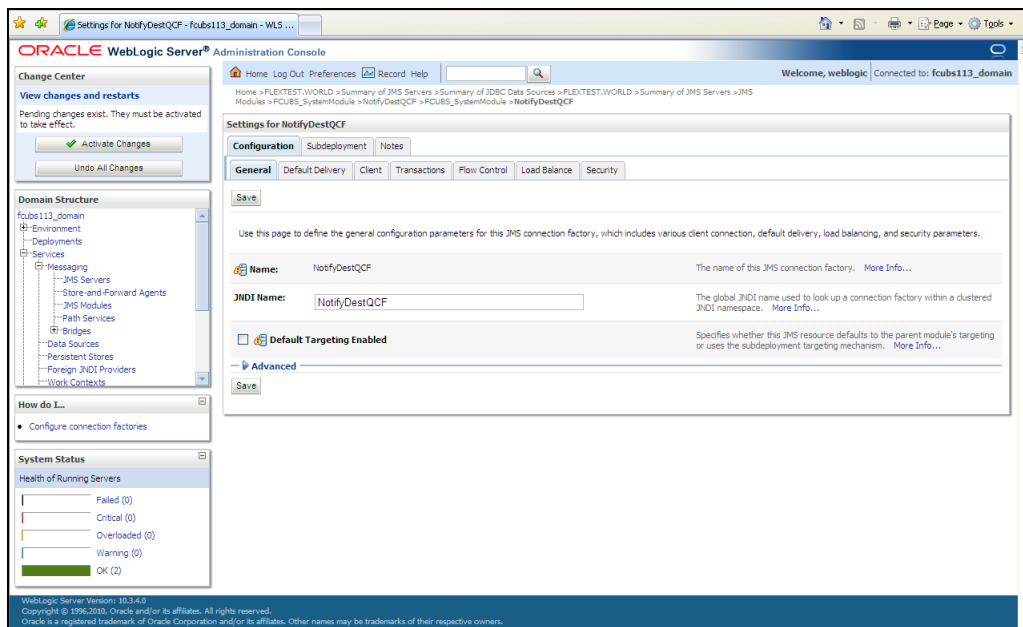 Settings for NotifyDestQCF - fcubs113_domain - WLS ...
Page
Tools
ORACLE WebLogic Server® Administration Console
Change Center
View changes and restarts
Pending changes exist. They must be activated
to take effect.
Activate Changes
Undo All Changes
Domain Structure
fcubs113_domain
Environment
Deployments
Services
Messaging
JMS Servers
Store-and-Forward Agents
JMS Modules
Path Services
Bridges
Data Sources
Persistent Stores
Foreign JNDI Providers
Work Contexts
How do I...
Configure connection factories
System Status
Health of Running Servers
Failed (0)
Critical (0)
Overloaded (0)
Warning (0)
OK (2)
Home Log Out Preferences Record Help
Welcome, weblogic Connected to: fcubs113_domain
Home >FLEXTEST.WORLD >Summary of JMS Servers >Summary of JDBC Data Sources >FLEXTEST.WORLD >Summary of JMS Servers >JMS
Modules >FCUBS_SystemModule >NotifyDestQCF >FCUBS_SystemModule >NotifyDestQCF
Settings for NotifyDestQCF
Configuration Subdeployment Notes
General Default Delivery Client Transactions Flow Control Load Balance Security
Save
Use this page to define the general configuration parameters for this JMS connection factory, which includes various client connection, default delivery, load balancing, and security parameters.
Name: NotifyDestQCF The name of this JMS connection factory. More Info...
JNDI Name: NotifyDestQCF The global JNDI name used to look up a connection factory within a clustered
JNDI namespace. More Info...
Default Targeting Enabled Specifies whether this JMS resource defaults to the parent module's targeting
or uses the subdeployment targeting mechanism. More Info...
Advanced
Save
WebLogic Server Version: 10.3.4.0
Copyright © 1996,2010, Oracle and/or its affiliates. All rights reserved.
Oracle is a registered trademark of Oracle Corporation and/or its affiliates. Other names may be trademarks of their respective owners.